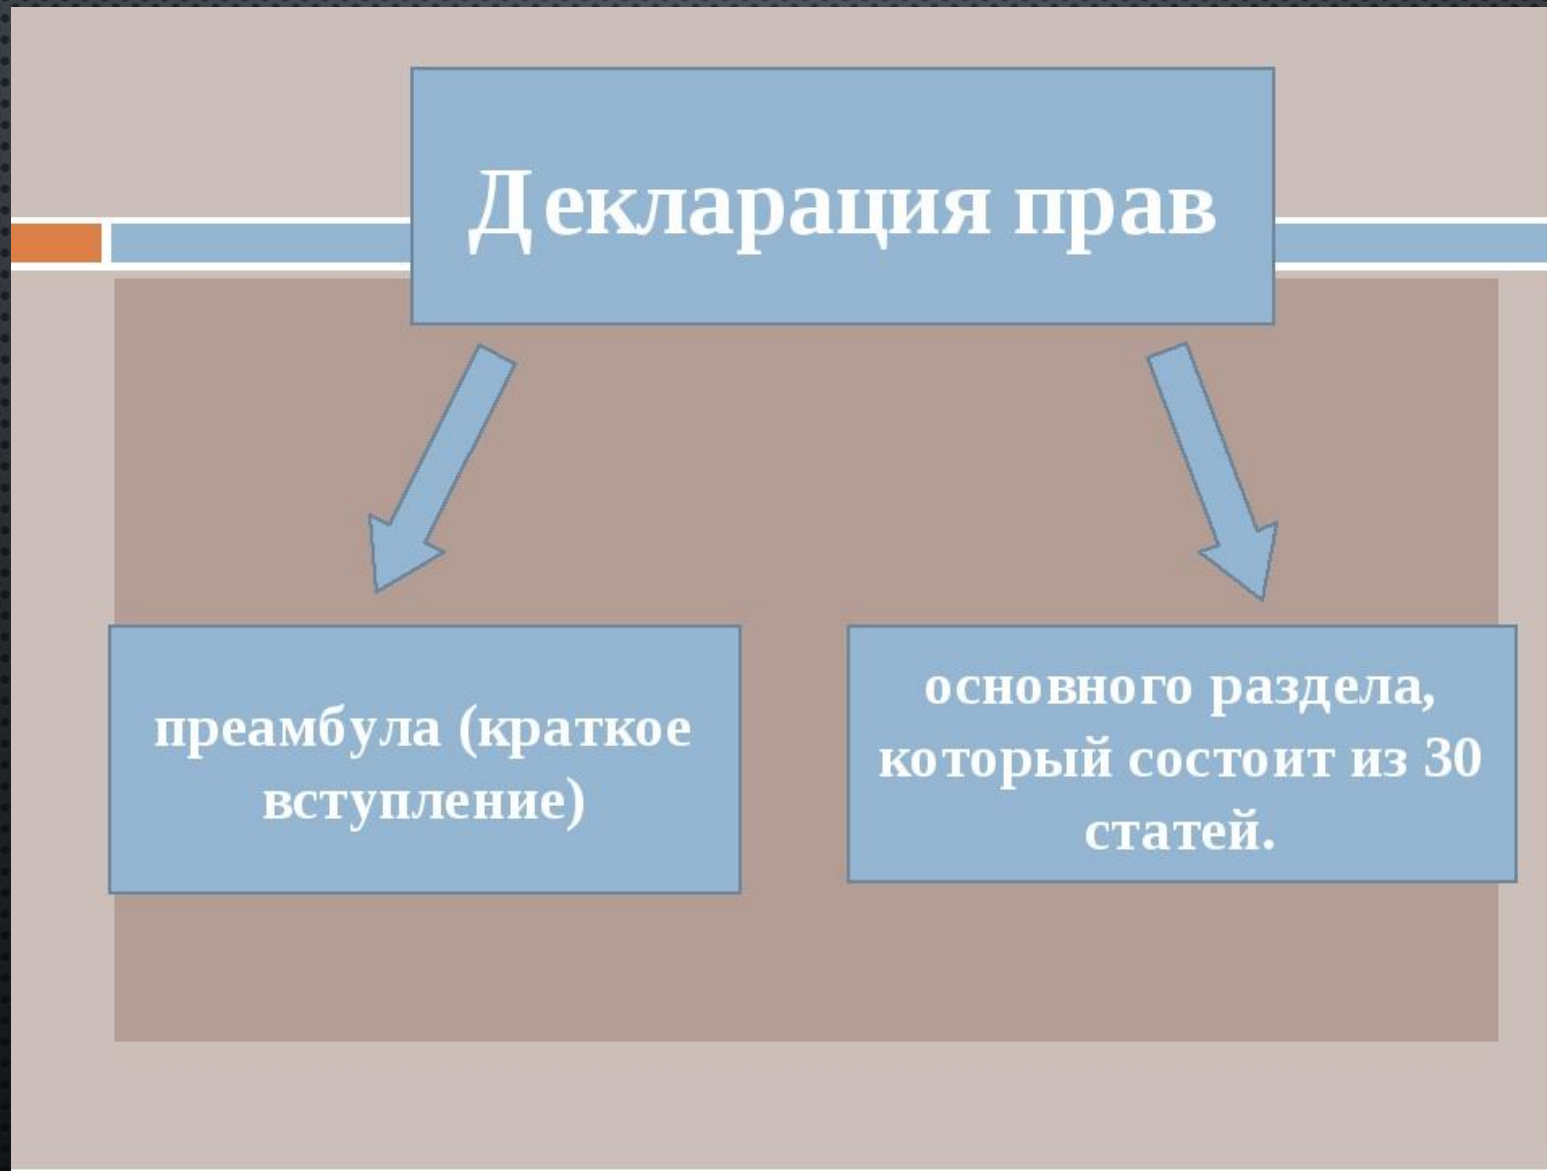 Декларация прав
преамбула (краткое
вступление)
основного раздела,
который состоит из 30
статей.